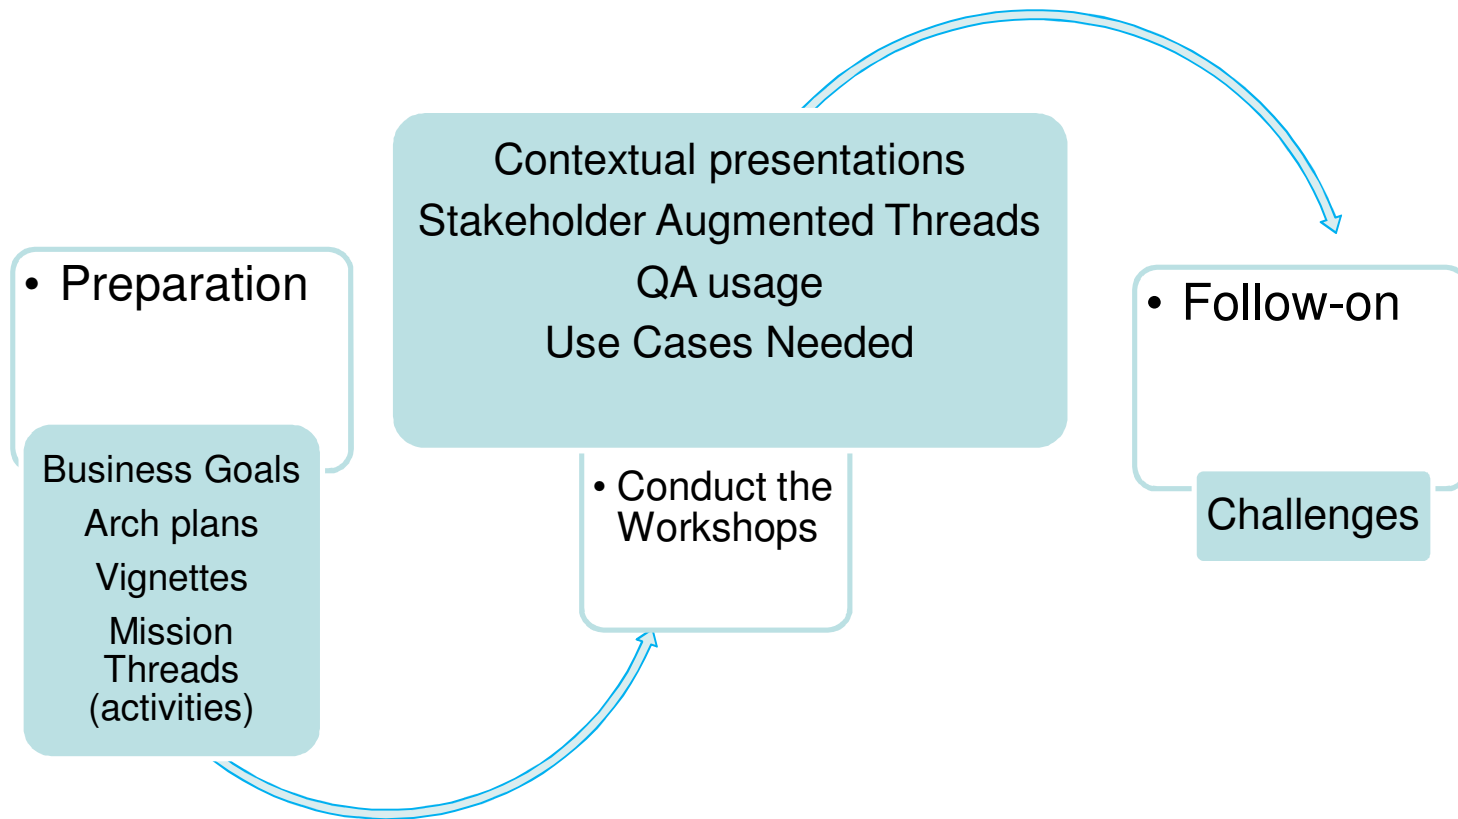 • Preparation
Business Goals
Arch plans
Vignettes
Mission
Threads
(activities)
Contextual presentations
Stakeholder Augmented Threads
QA usage
Use Cases Needed
• Conduct the
Workshops
• Follow-on
Challenges